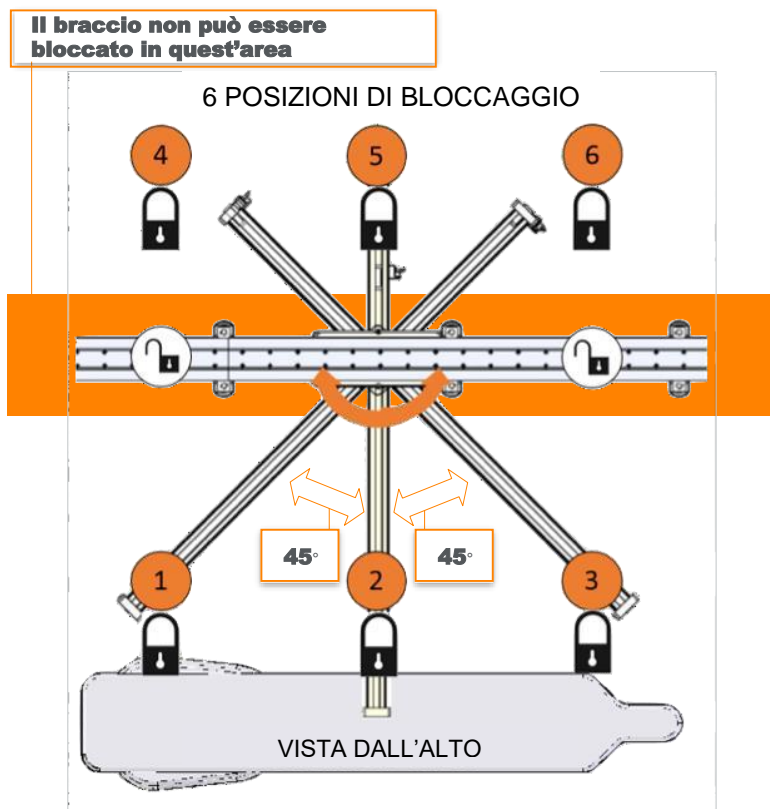 Il braccio non può essere
bloccato in quest'area
6 POSIZIONI DI BLOCCAGGIO
4 5 6
45° 45°
1 2 3
VISTA DALL'ALTO